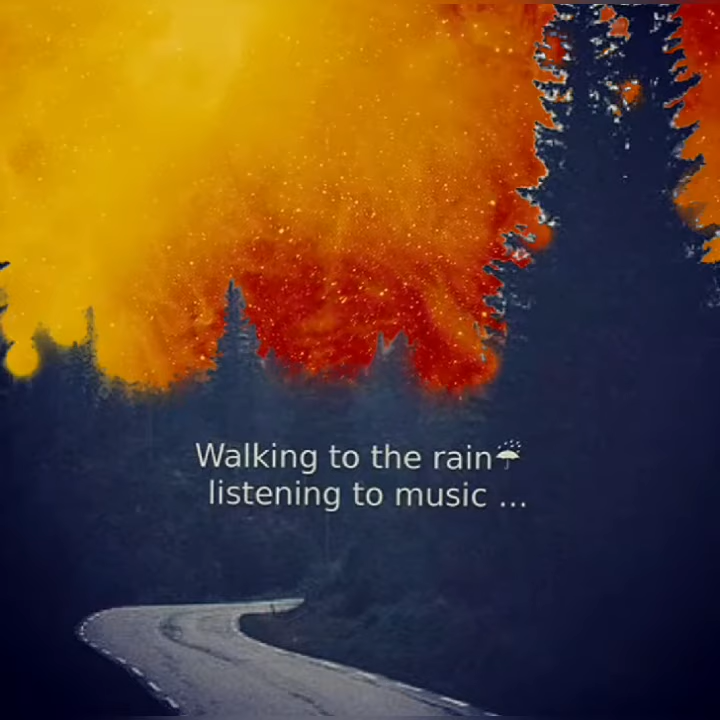 Walking to the rain☔
listening to music ...